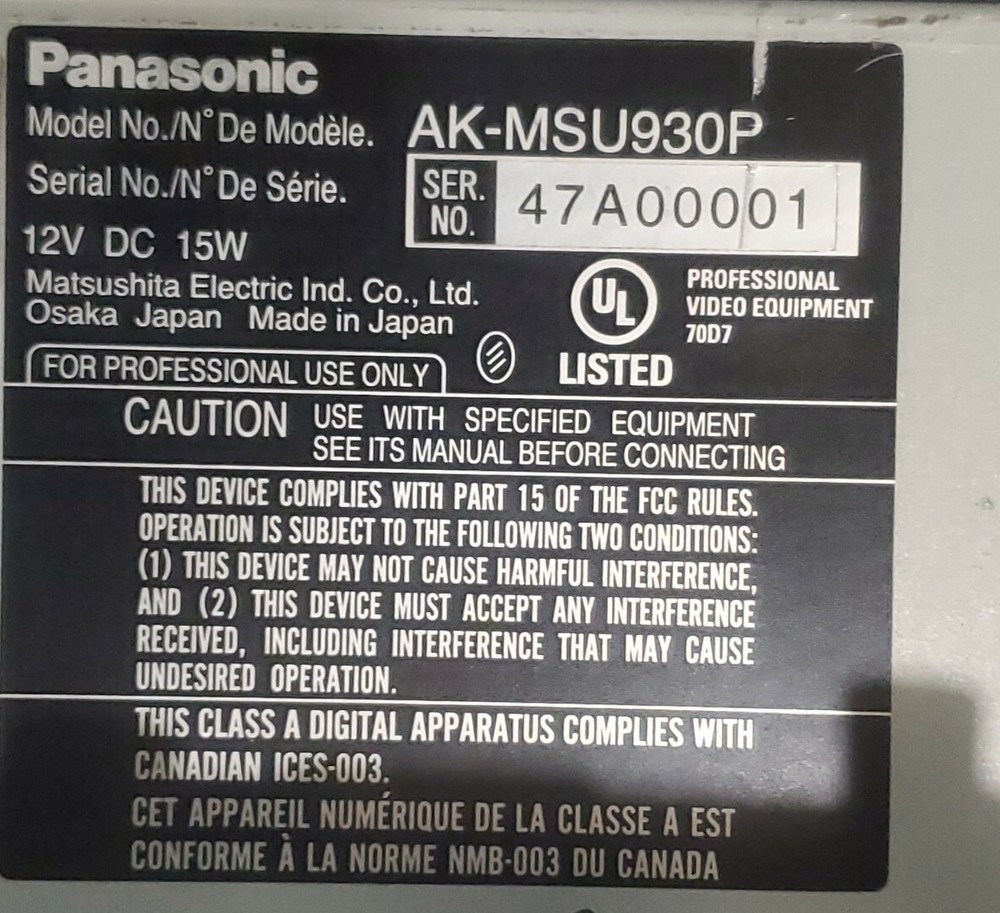 Panasonic
Model No./N° De Modèle. AK-MSU930P
Serial No./N° De Série. SER. NO. 47A00001
12V DC 15W
Matsushita Electric Ind. Co., Ltd.
Osaka Japan Made in Japan
FOR PROFESSIONAL USE ONLY
UL
LISTED
PROFESSIONAL
VIDEO EQUIPMENT
70D7
CAUTION USE WITH SPECIFIED EQUIPMENT
SEE ITS MANUAL BEFORE CONNECTING
THIS DEVICE COMPLIES WITH PART 15 OF THE FCC RULES.
OPERATION IS SUBJECT TO THE FOLLOWING TWO CONDITIONS:
(1) THIS DEVICE MAY NOT CAUSE HARMFUL INTERFERENCE,
AND (2) THIS DEVICE MUST ACCEPT ANY INTERFERENCE
RECEIVED, INCLUDING INTERFERENCE THAT MAY CAUSE
UNDESIRED OPERATION.
THIS CLASS A DIGITAL APPARATUS COMPLIES WITH
CANADIAN ICES-003.
CET APPAREIL NUMÉRIQUE DE LA CLASSE A EST
CONFORME À LA NORME NMB-003 DU CANADA